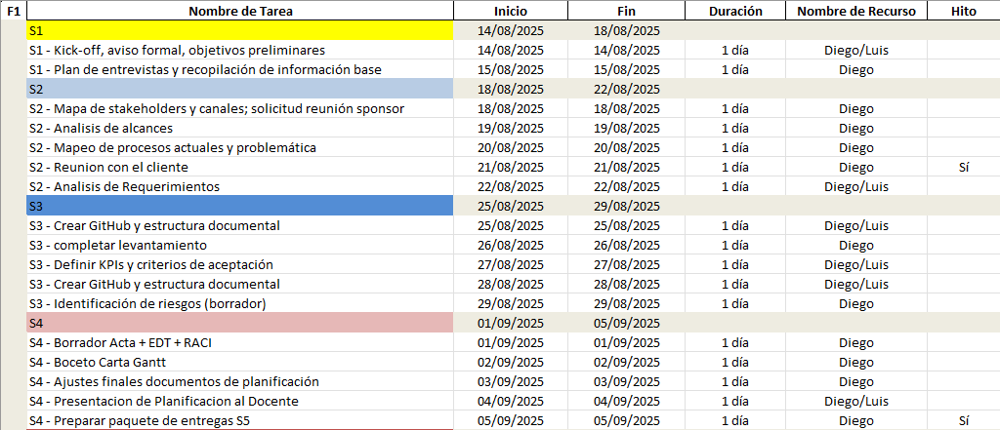 F1 Nombre de Tarea Inicio Fin Duración Nombre de Recurso Hito
S1 14/08/2025 18/08/2025
S1 - Kick-off, aviso formal, objetivos preliminares 14/08/2025 14/08/2025 1 día Diego/Luis
S1 - Plan de entrevistas y recopilación de información base 15/08/2025 15/08/2025 1 día Diego
S2 18/08/2025 22/08/2025
S2 - Mapa de stakeholders y canales; solicitud reunión sponsor 18/08/2025 18/08/2025 1 día Diego
S2 - Analisis de alcances 19/08/2025 19/08/2025 1 día Diego
S2 - Mapeo de procesos actuales y problemática 20/08/2025 20/08/2025 1 día Diego
S2 - Reunion con el cliente 21/08/2025 21/08/2025 1 día Diego Sí
S2 - Analisis de Requerimientos 22/08/2025 22/08/2025 1 día Diego/Luis
S3 25/08/2025 29/08/2025
S3 - Crear GitHub y estructura documental 25/08/2025 25/08/2025 1 día Diego/Luis
S3 - completar levantamiento 26/08/2025 26/08/2025 1 día Diego
S3 - Definir KPIs y criterios de aceptación 27/08/2025 27/08/2025 1 día Diego/Luis
S3 - Crear GitHub y estructura documental 28/08/2025 28/08/2025 1 día Diego/Luis
S3 - Identificación de riesgos (borrador) 29/08/2025 29/08/2025 1 día Diego
S4 01/09/2025 05/09/2025
S4 - Borrador Acta + EDT + RACI 01/09/2025 01/09/2025 1 día Diego
S4 - Boceto Carta Gantt 02/09/2025 02/09/2025 1 día Diego
S4 - Ajustes finales documentos de planificación 03/09/2025 03/09/2025 1 día Diego
S4 - Presentacion de Planificacion al Docente 04/09/2025 04/09/2025 1 día Diego/Luis
S4 - Preparar paquete de entregas S5 05/09/2025 05/09/2025 1 día Diego Sí